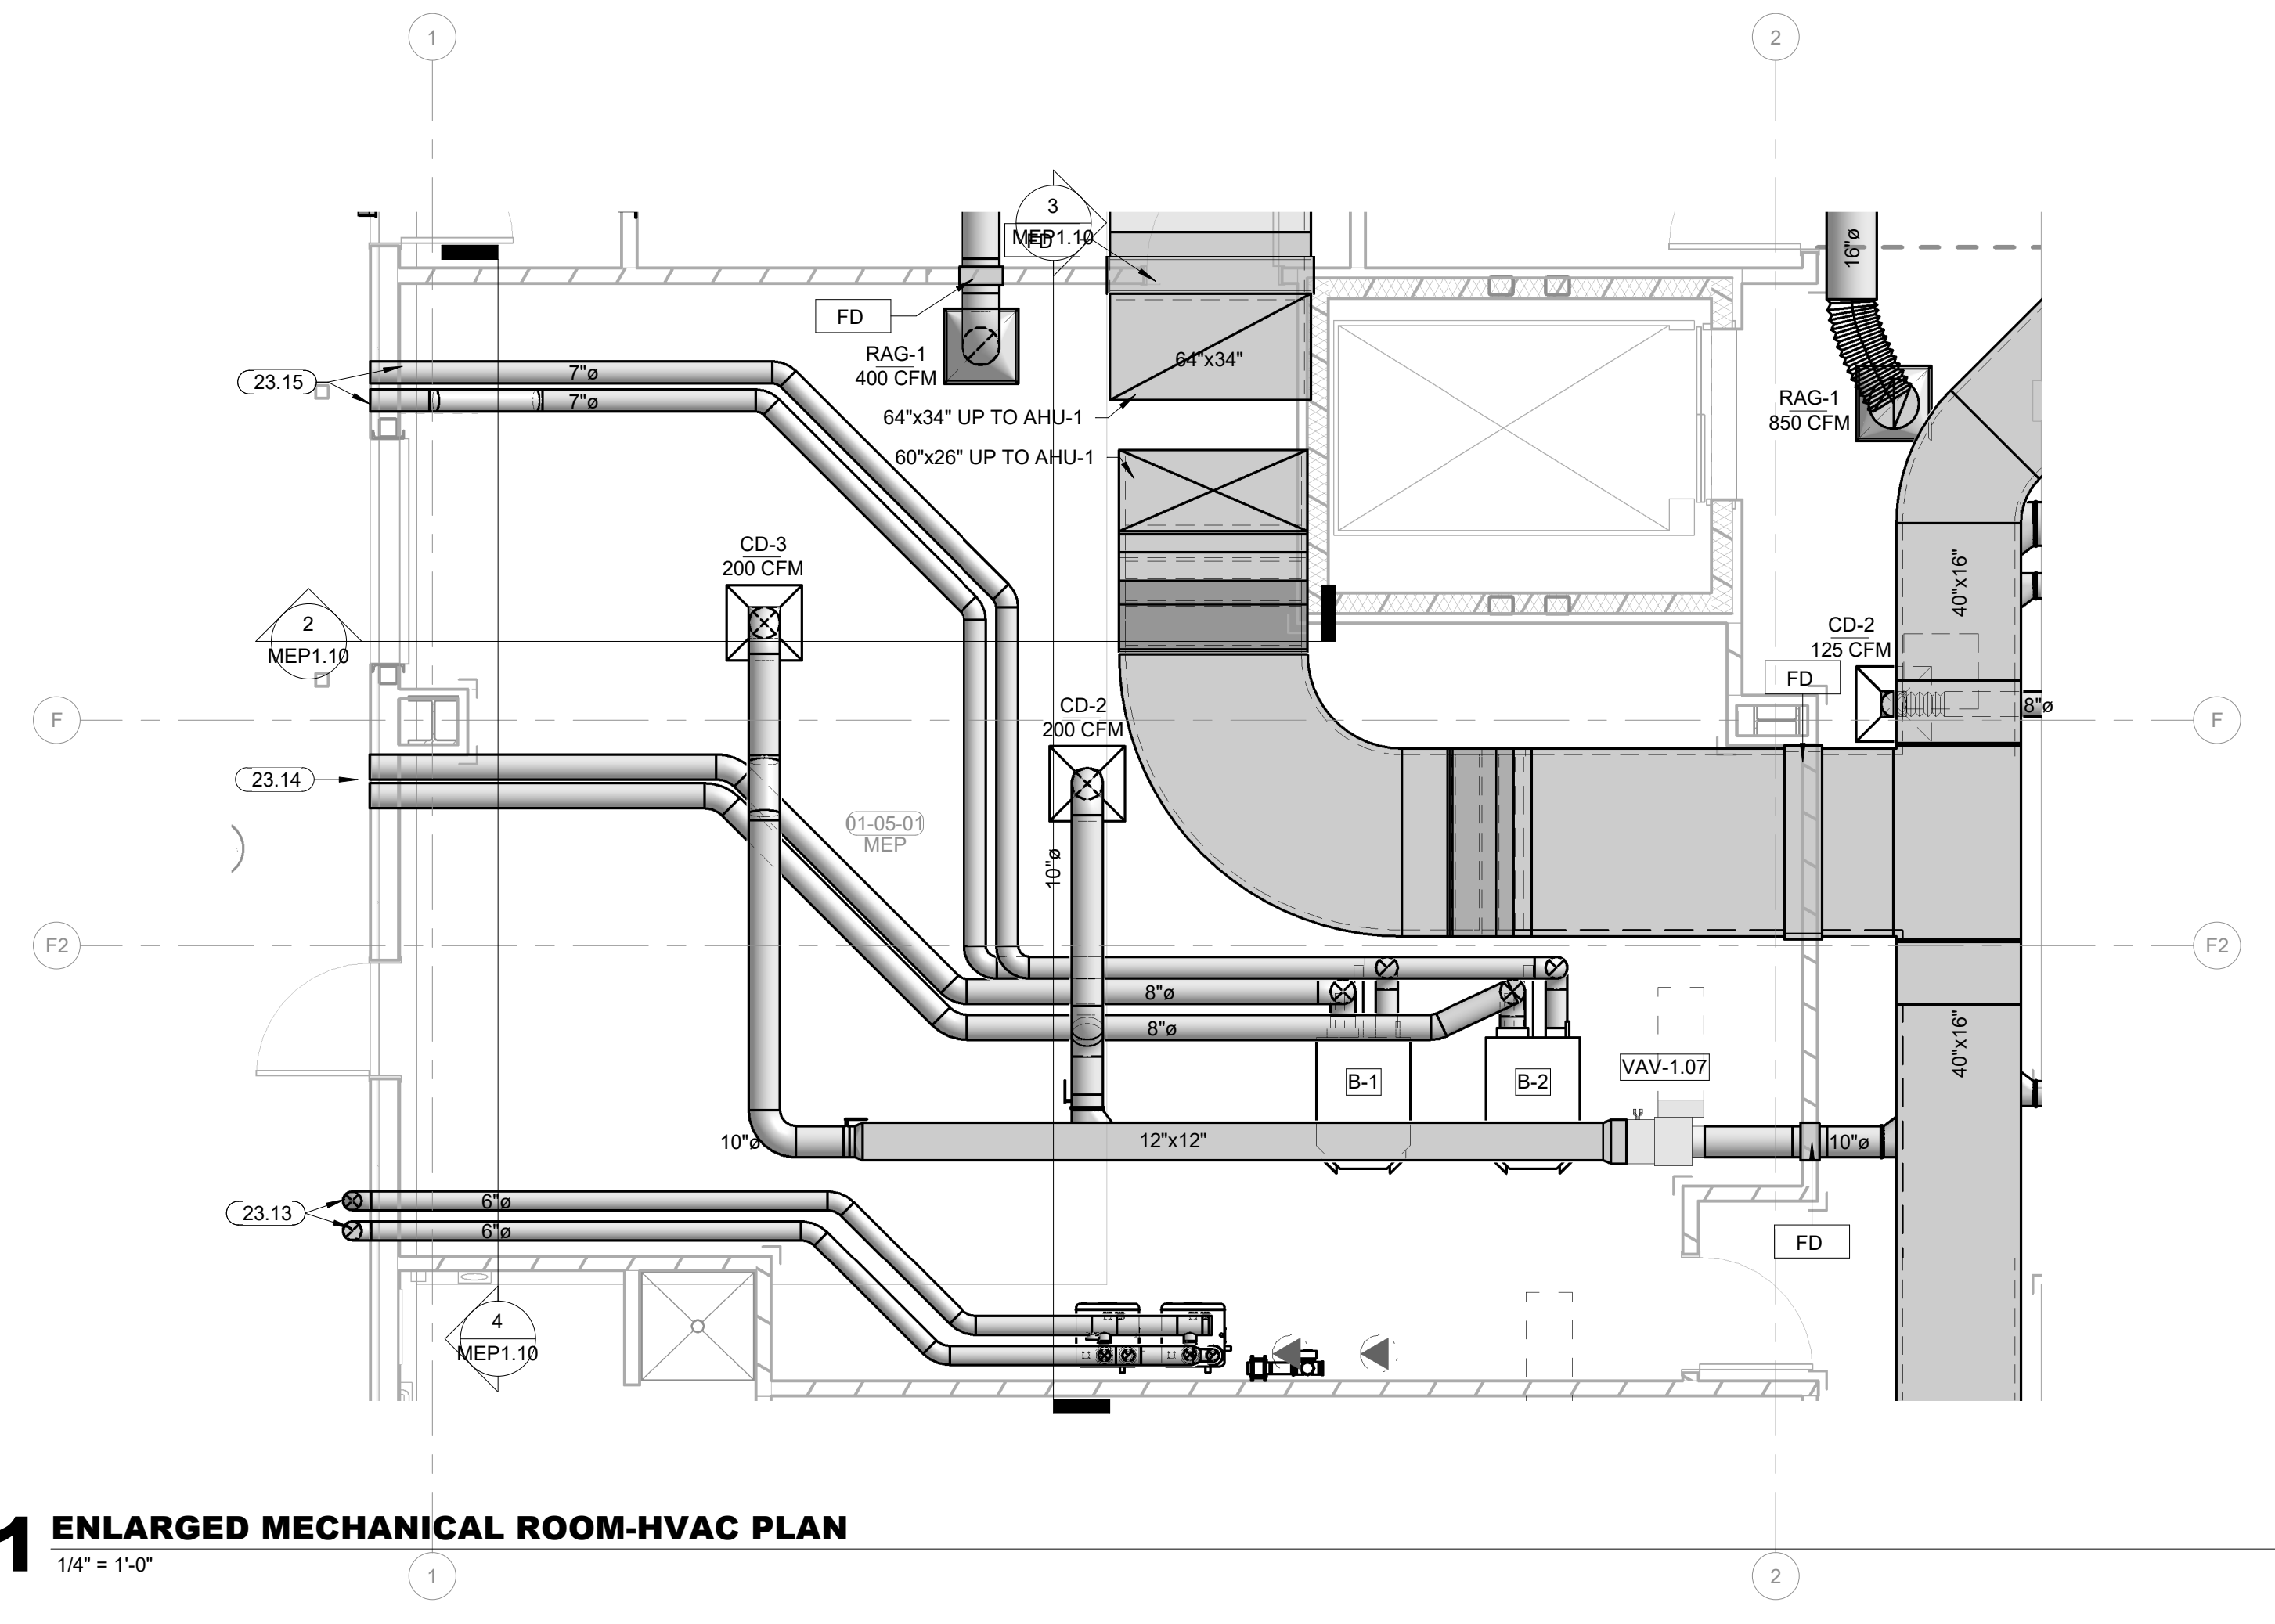 1
2
3
MEP1.10
FD
16"ø
FD
RAG-1
400 CFM
64"x34"
23.15
7"ø
7"ø
64"x34" UP TO AHU-1
60"x26" UP TO AHU-1
RAG-1
850 CFM
CD-3
200 CFM
40"x16"
2
MEP1.10
CD-2
125 CFM
FD
F
CD-2
200 CFM
8"ø
F
23.14
01-05-01
MEP
10"ø
F2
F2
8"ø
8"ø
40"x16"
B-1
B-2
VAV-1.07
10"ø
12"x12"
10"ø
23.13
6"ø
6"ø
FD
4
MEP1.10
1 ENLARGED MECHANICAL ROOM-HVAC PLAN
1/4" = 1'-0"
1
2